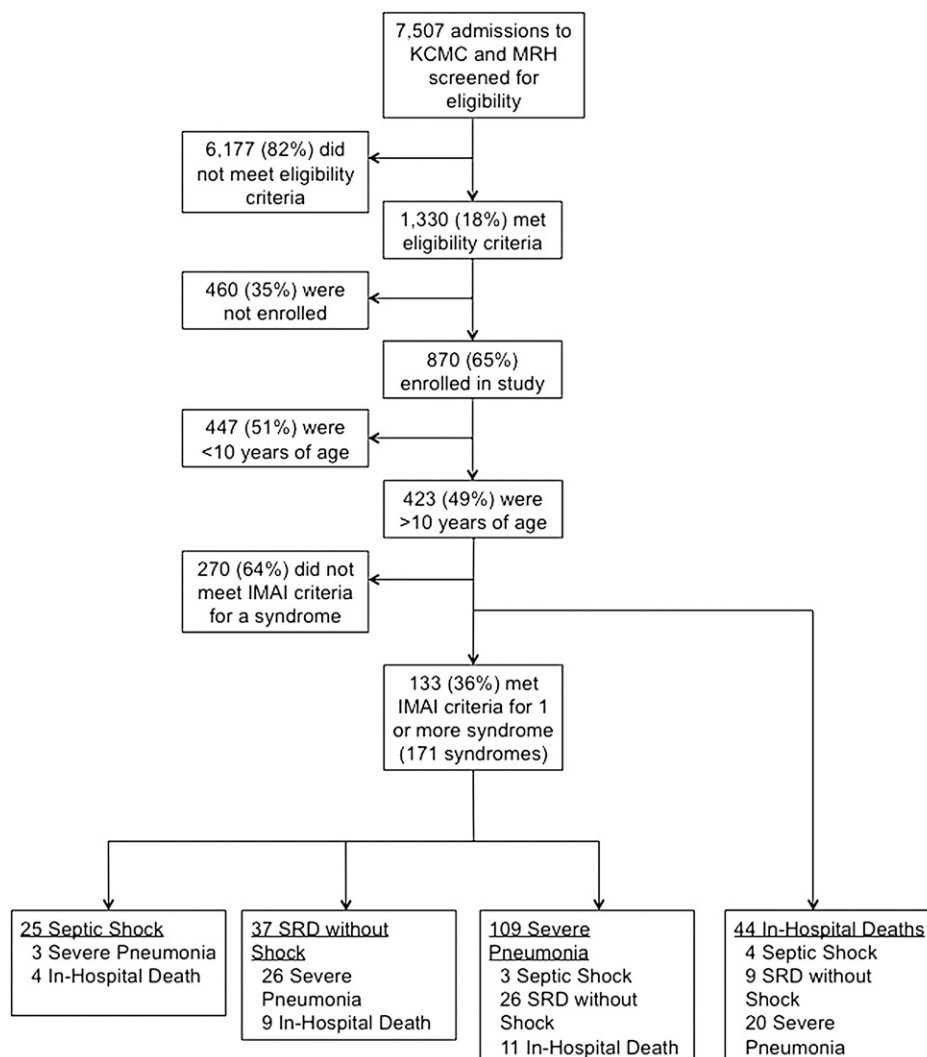 7,507 admissions to
KCMC and MRH
screened for
eligibility
6,177 (82%) did
not meet eligibility
criteria
1,330 (18%) met
eligibility criteria
460 (35%) were
not enrolled
870 (65%)
enrolled in study
447 (51%) were
<10 years of age
423 (49%) were
>10 years of age
270 (64%) did not
meet IMAI criteria
for a syndrome
133 (36%) met
IMAI criteria for 1
or more syndrome
(171 syndromes)
25 Septic Shock
3 Severe Pneumonia
4 In-Hospital Death
37 SRD without
Shock
26 Severe
Pneumonia
9 In-Hospital Death
109 Severe
Pneumonia
3 Septic Shock
26 SRD without
Shock
11 In-Hospital Death
44 In-Hospital Deaths
4 Septic Shock
9 SRD without
Shock
20 Severe
Pneumonia